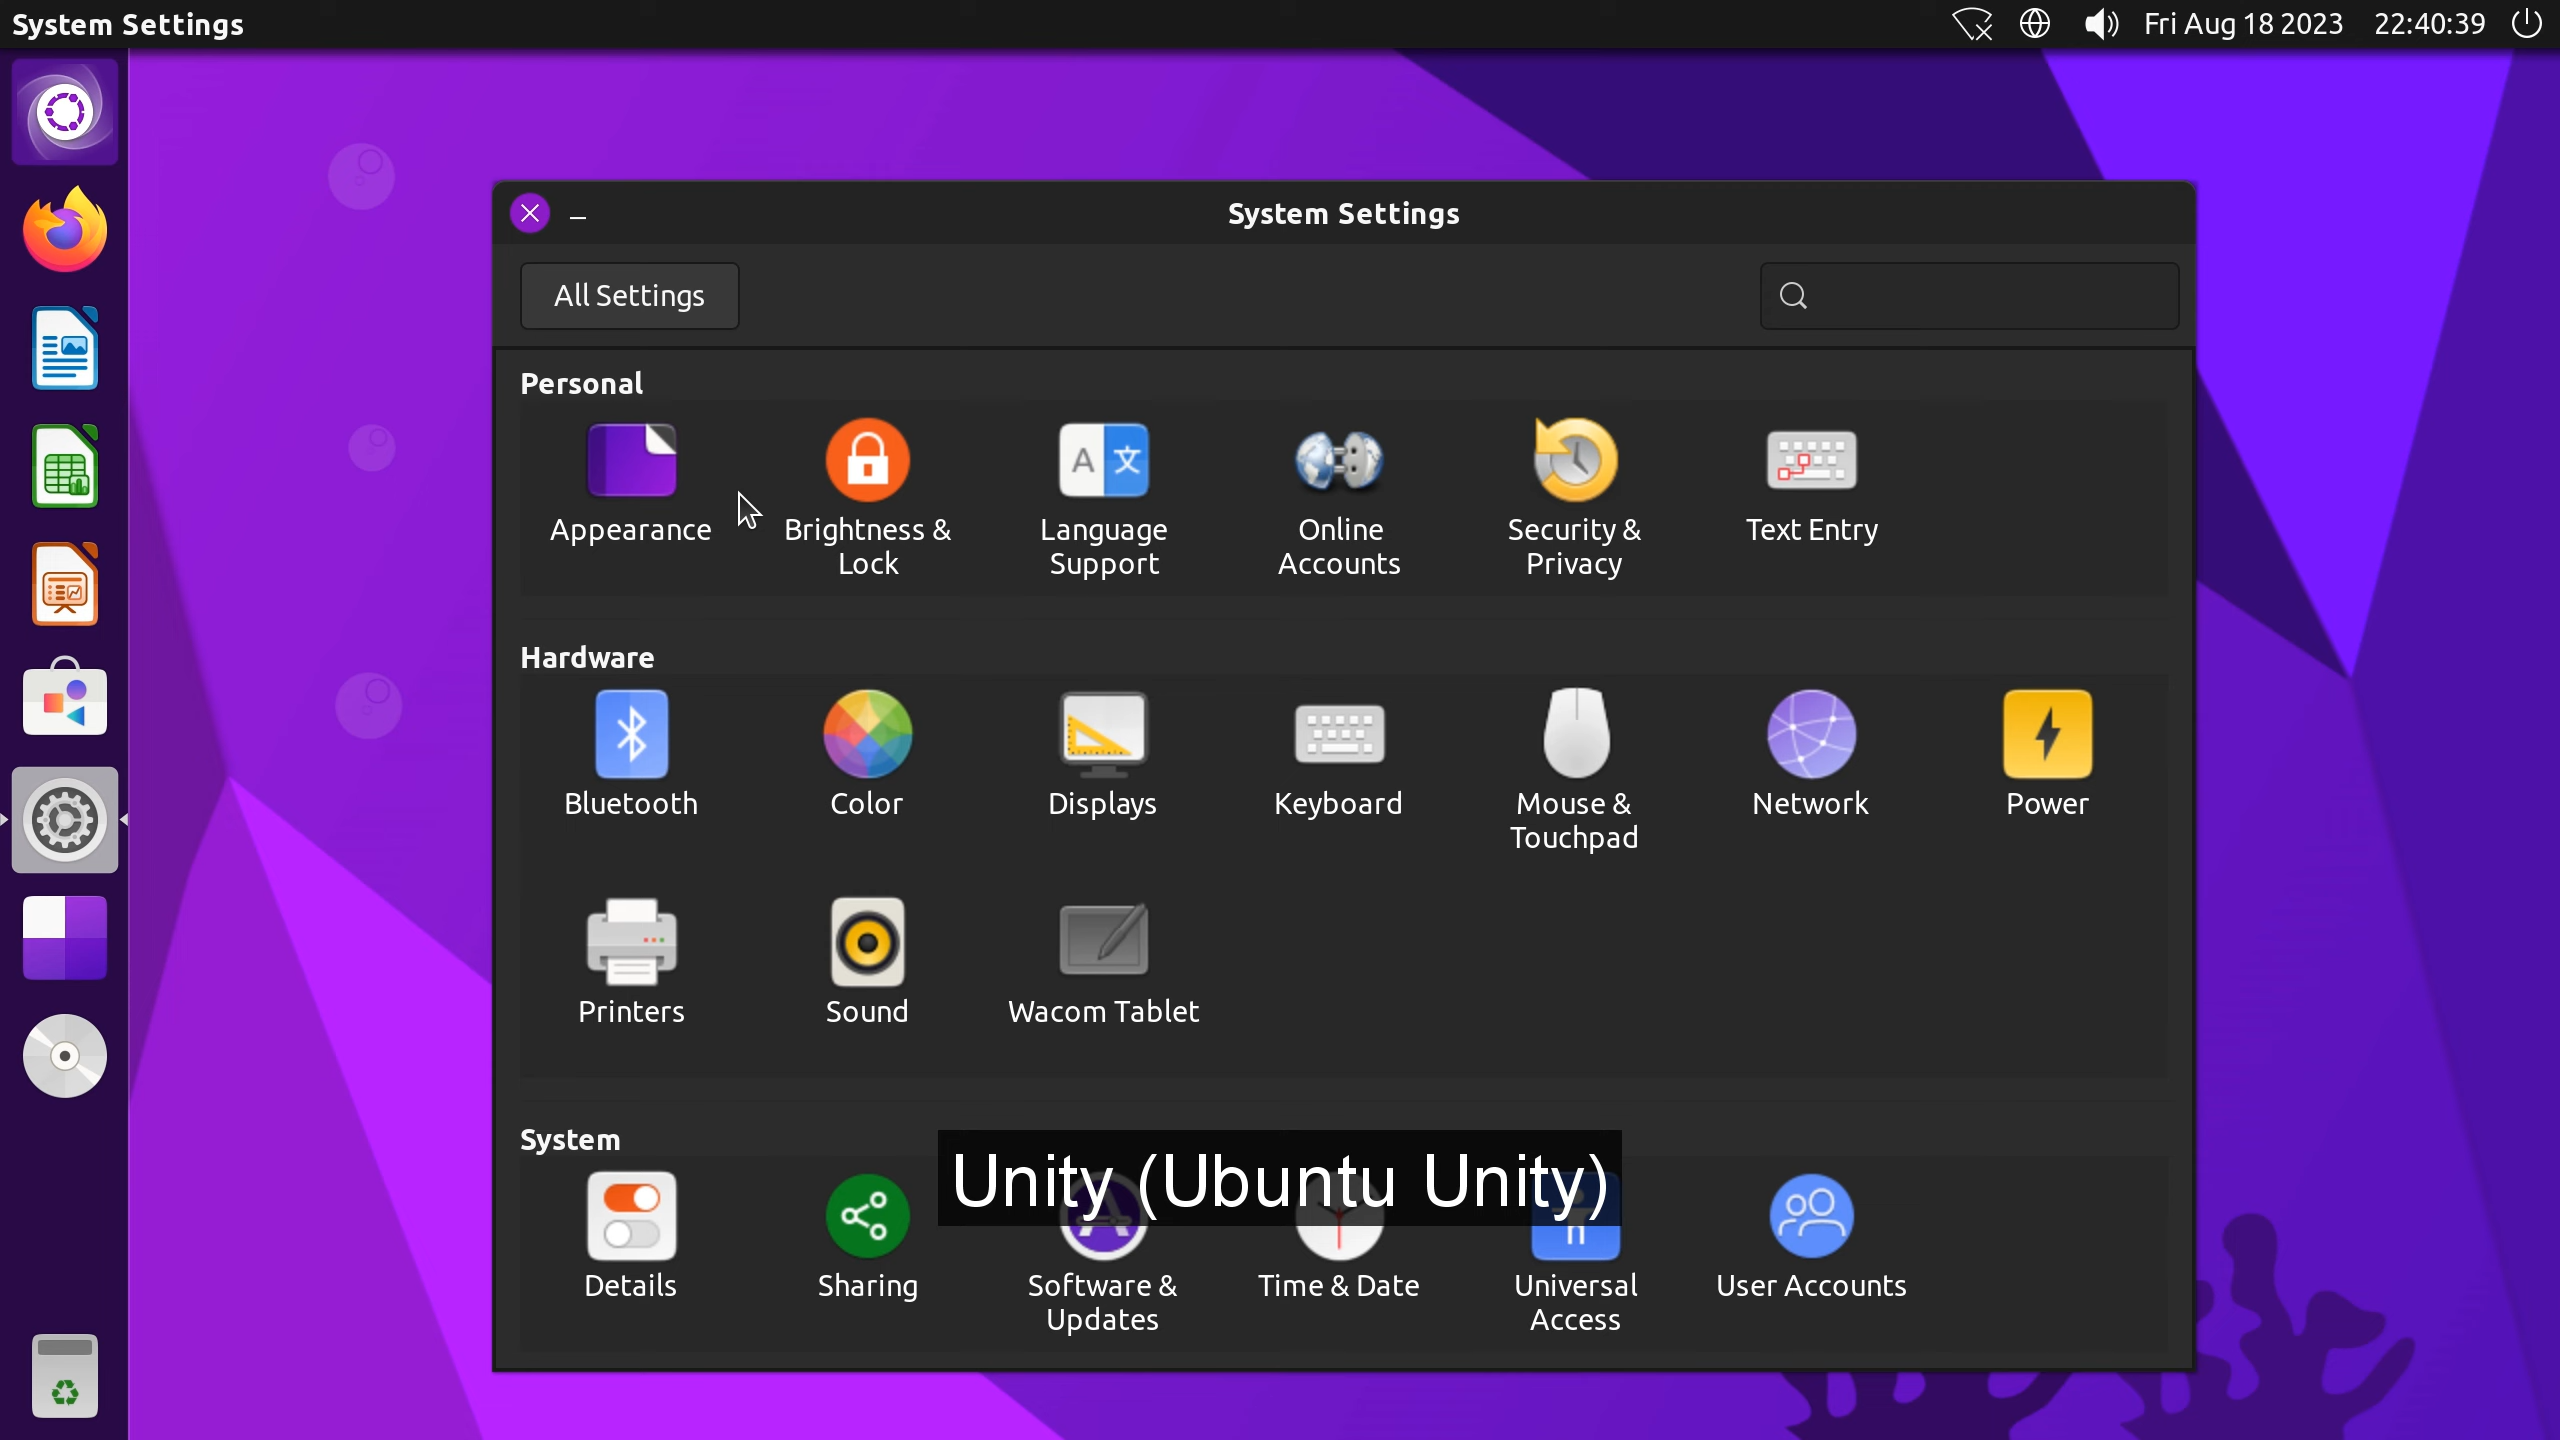 System Settings
Fri Aug 18 2023 22:40:39
System Settings
All Settings
Personal
Appearance
Brightness &
Lock
A 文
Language
Support
Online
Accounts
Security &
Privacy
Text Entry
Hardware
Bluetooth
Color
Displays
Keyboard
Mouse &
Touchpad
Network
Power
Printers
Sound
Wacom Tablet
System
Unity (Ubuntu Unity)
Details
Sharing
Software &
Updates
Time & Date
Universal
Access
User Accounts